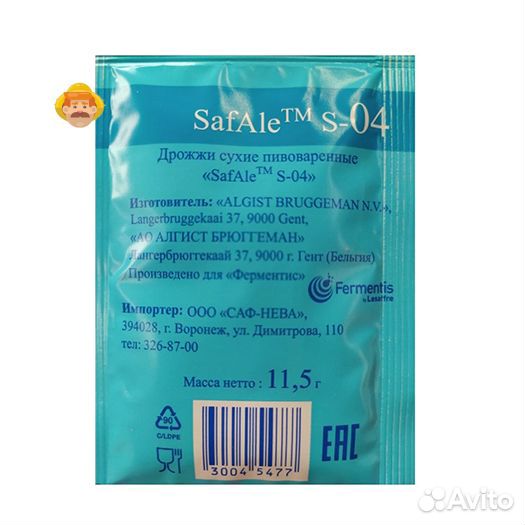 SafAle™ S-04
Дрожжи сухие пивоваренные
«SafAle™ S-04»
Изготовитель: «ALGIST BRUGGEMAN N.V.»,
Langerbruggekaai 37, 9000 Gent,
«АО АЛГИСТ БРЮГГЕМАН»
Лангербрюггекаай 37, 9000 г. Гент (Бельгия)
Произведено для «Ферментис»
Fermentis
by Lesaffre
Импортер: ООО «САФ-НЕВА»,
394028, г. Воронеж, ул. Димитрова, 110
тел: 326-87-00
Масса нетто : 11,5 г
90
C/LDPE
3004 5477
EAC
Avito